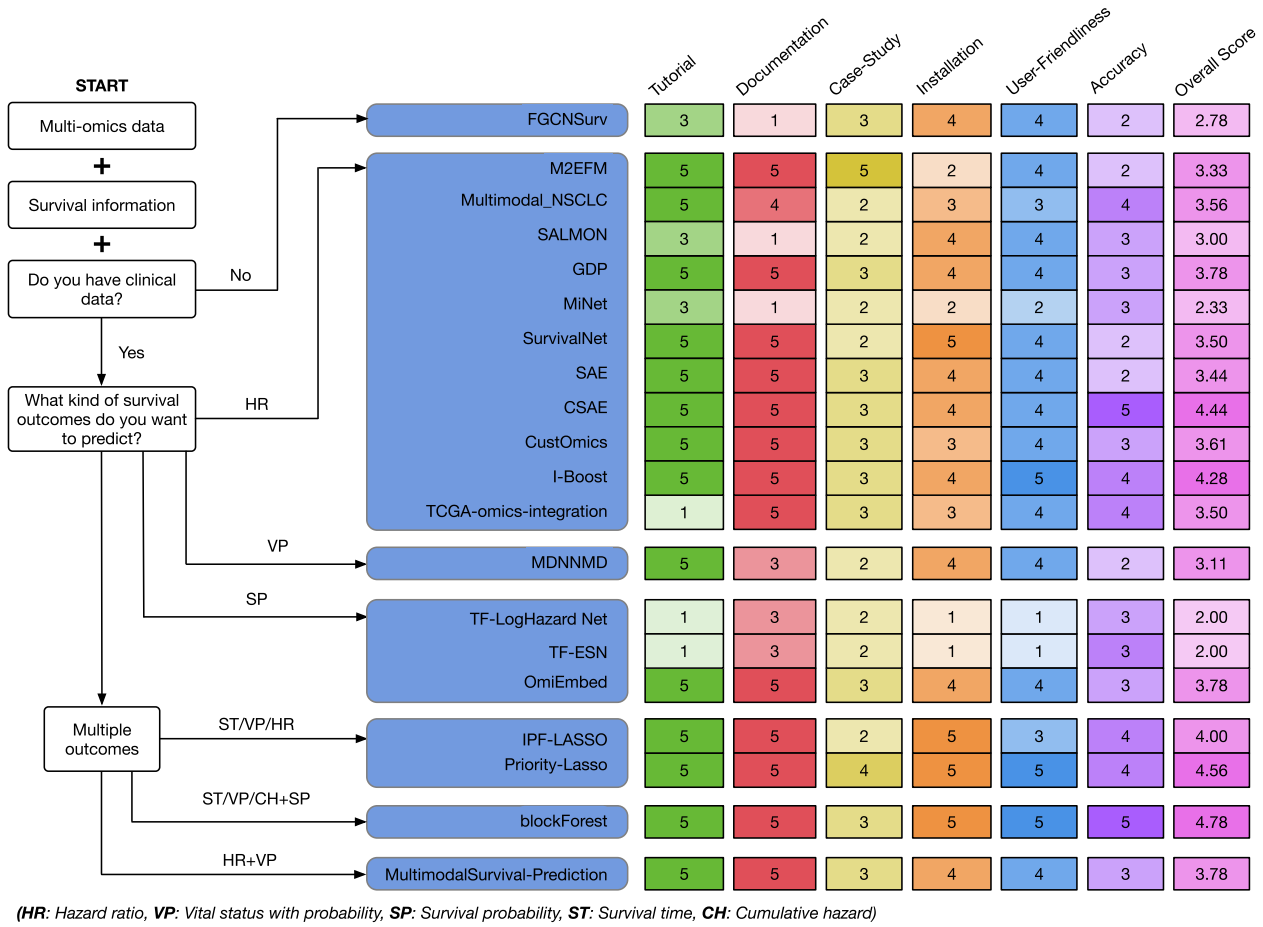 Tutorial Documentation Case-Study Installation User-Friendliness Accuracy Overall Score
START
Multi-omics data
+
Survival information
+
Do you have clinical
data?
No
Yes
What kind of survival
outcomes do you want
to predict?
HR
VP
SP
Multiple
outcomes
ST/VP/HR
ST/VP/CH+SP
HR+VP
FGCNSurv 3 1 3 4 4 2 2.78
M2EFM 5 5 5 2 4 2 3.33
Multimodal_NSCLC 5 4 2 3 3 4 3.56
SALMON 3 1 2 4 4 3 3.00
GDP 5 5 3 4 4 3 3.78
MiNet 3 1 2 2 2 3 2.33
SurvivalNet 5 5 2 5 4 2 3.50
SAE 5 5 3 4 4 2 3.44
CSAE 5 5 3 4 4 5 4.44
CustOmics 5 5 3 3 4 3 3.61
I-Boost 5 5 3 4 5 4 4.28
TCGA-omics-integration 1 5 3 3 4 4 3.50
MDNNMD 5 3 2 4 4 2 3.11
TF-LogHazard Net 1 3 2 1 1 3 2.00
TF-ESN 1 3 2 1 1 3 2.00
OmiEmbed 5 5 3 4 4 3 3.78
IPF-LASSO 5 5 2 5 3 4 4.00
Priority-Lasso 5 5 4 5 5 4 4.56
blockForest 5 5 3 5 5 5 4.78
MultimodalSurvival-Prediction 5 5 3 4 4 3 3.78
(HR: Hazard ratio, VP: Vital status with probability, SP: Survival probability, ST: Survival time, CH: Cumulative hazard)